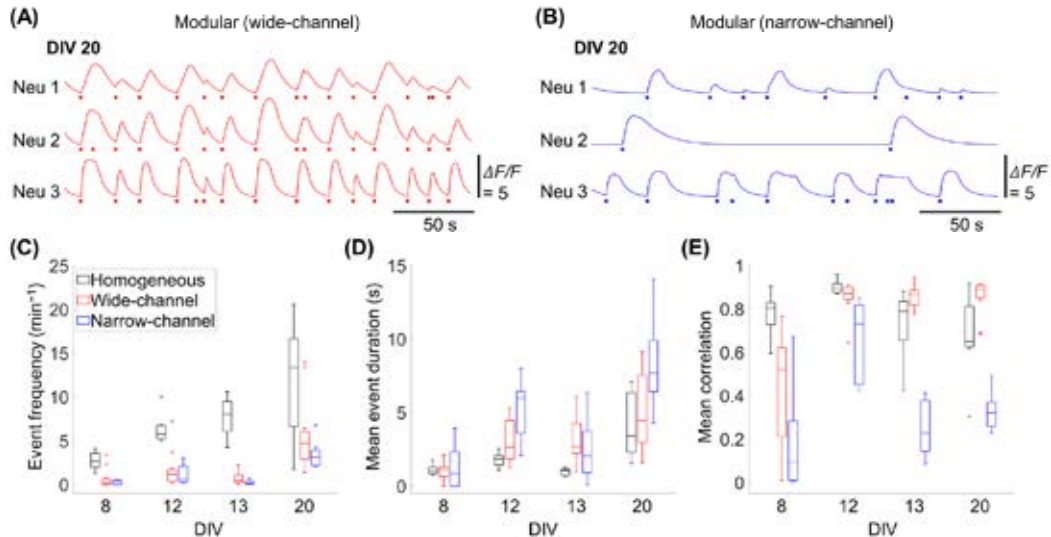 (A) Modular (wide-channel)
DIV 20
Neu 1
Neu 2
Neu 3
ΔF/F
= 5
50 s
(B) Modular (narrow-channel)
DIV 20
Neu 1
Neu 2
Neu 3
ΔF/F
= 5
50 s
(C)
Event frequency (min⁻¹)
25
20
15
10
5
0
Homogeneous
Wide-channel
Narrow-channel
8 12 13 20
DIV
(D)
Mean event duration (s)
15
10
5
0
8 12 13 20
DIV
(E)
Mean correlation
1
0.8
0.6
0.4
0.2
0
8 12 13 20
DIV